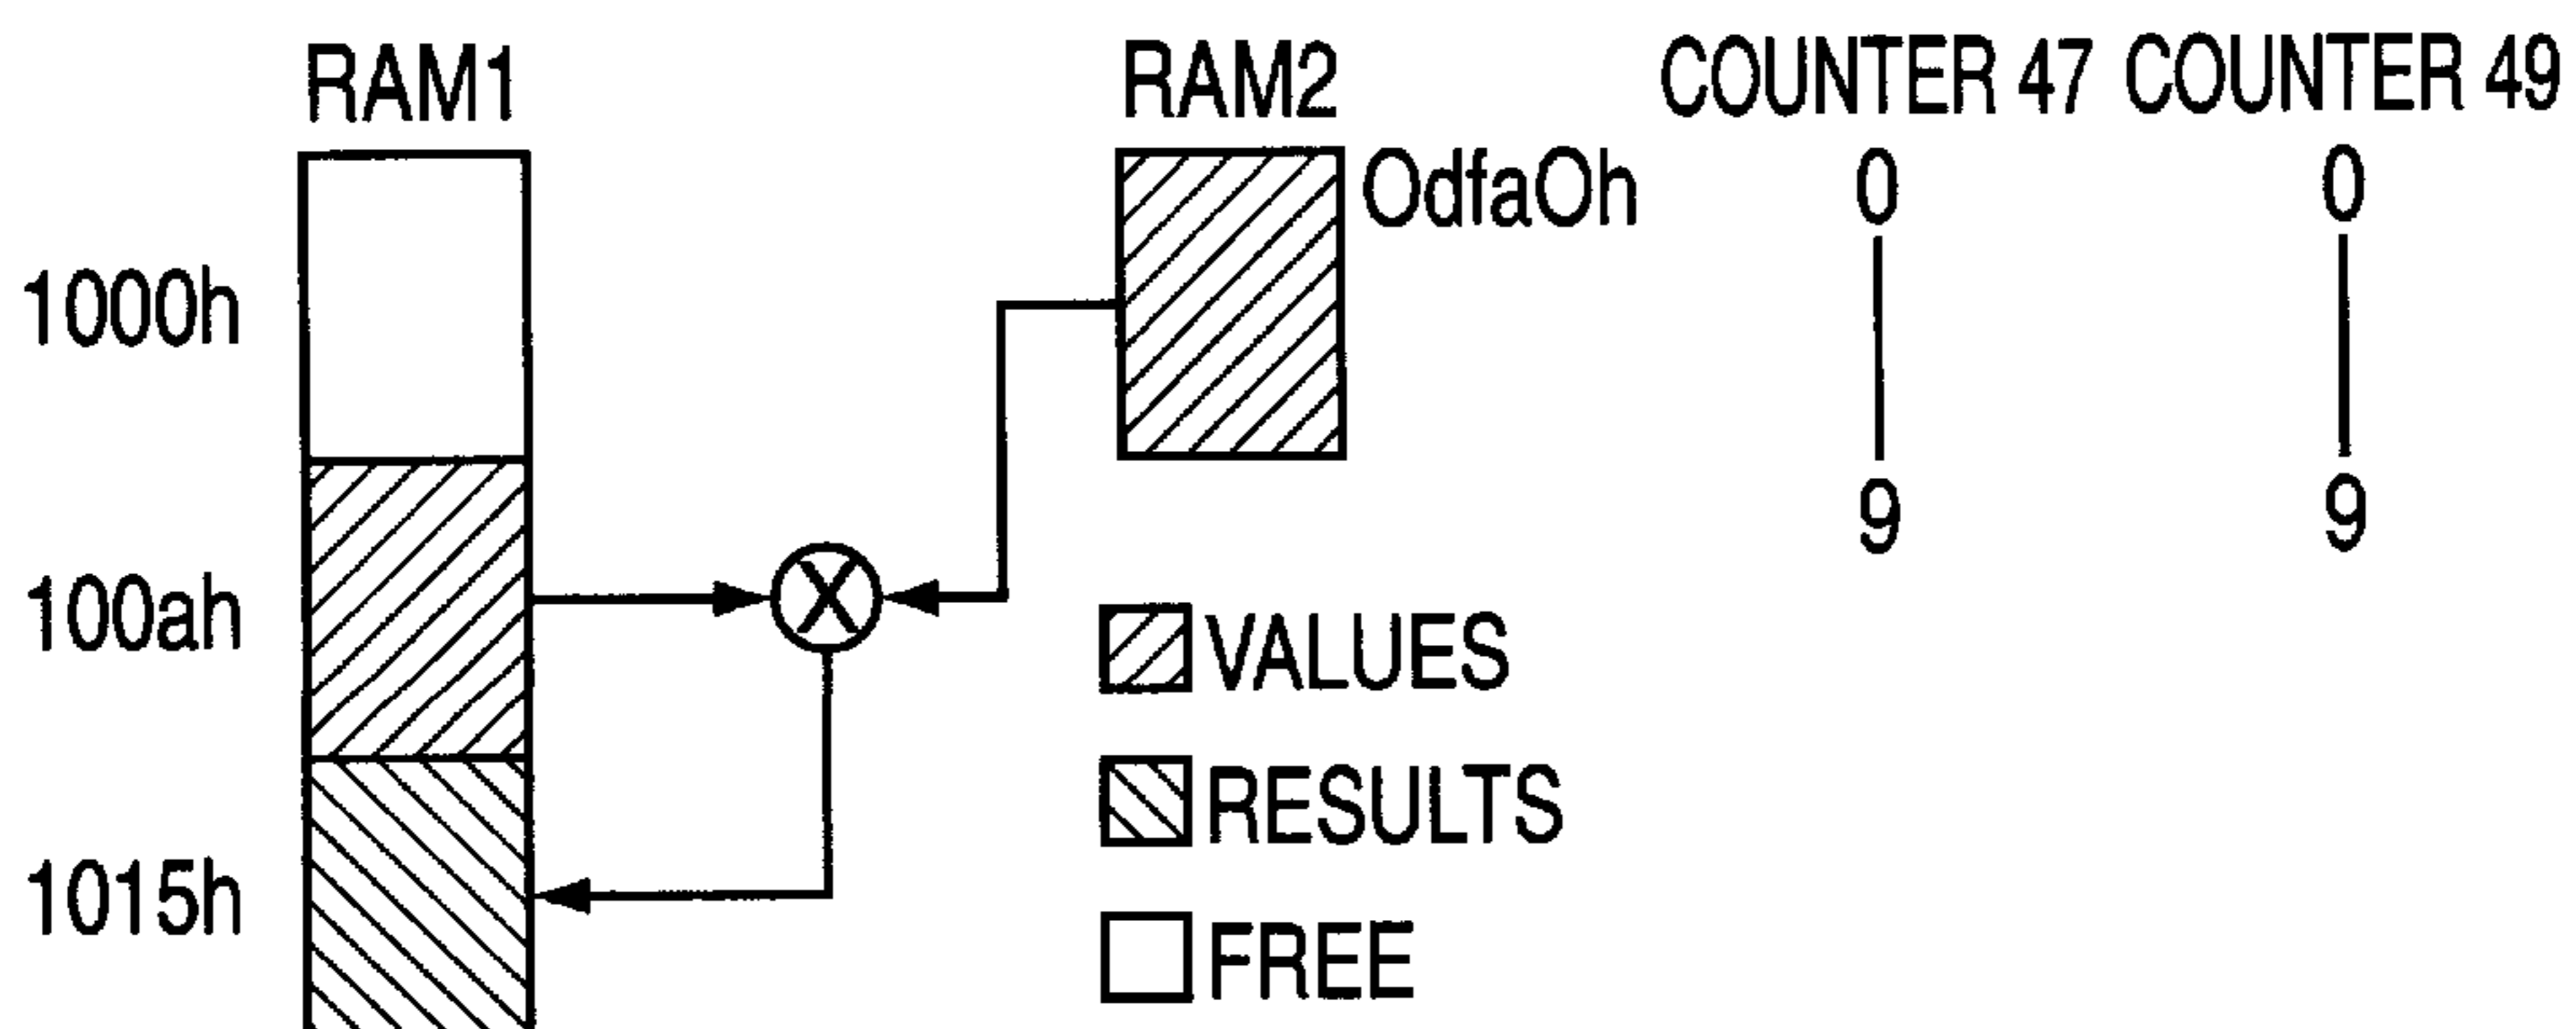 RAM1
RAM2
COUNTER 47
COUNTER 49
OdfaOh
0
0
1000h
9
9
100ah
X
VALUES
RESULTS
1015h
FREE